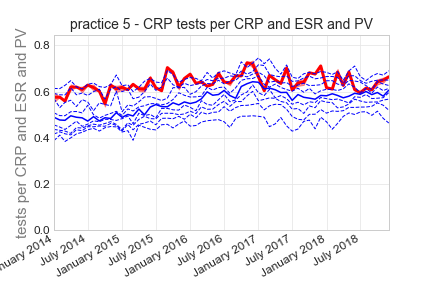 practice 5 - CRP tests per CRP and ESR and PV
tests per CRP and ESR and PV
0.8
0.6
0.4
0.2
0.0
nuary 2014
July 2014
January 2015
July 2015
January 2016
July 2016
January 2017
July 2017
January 2018
July 2018